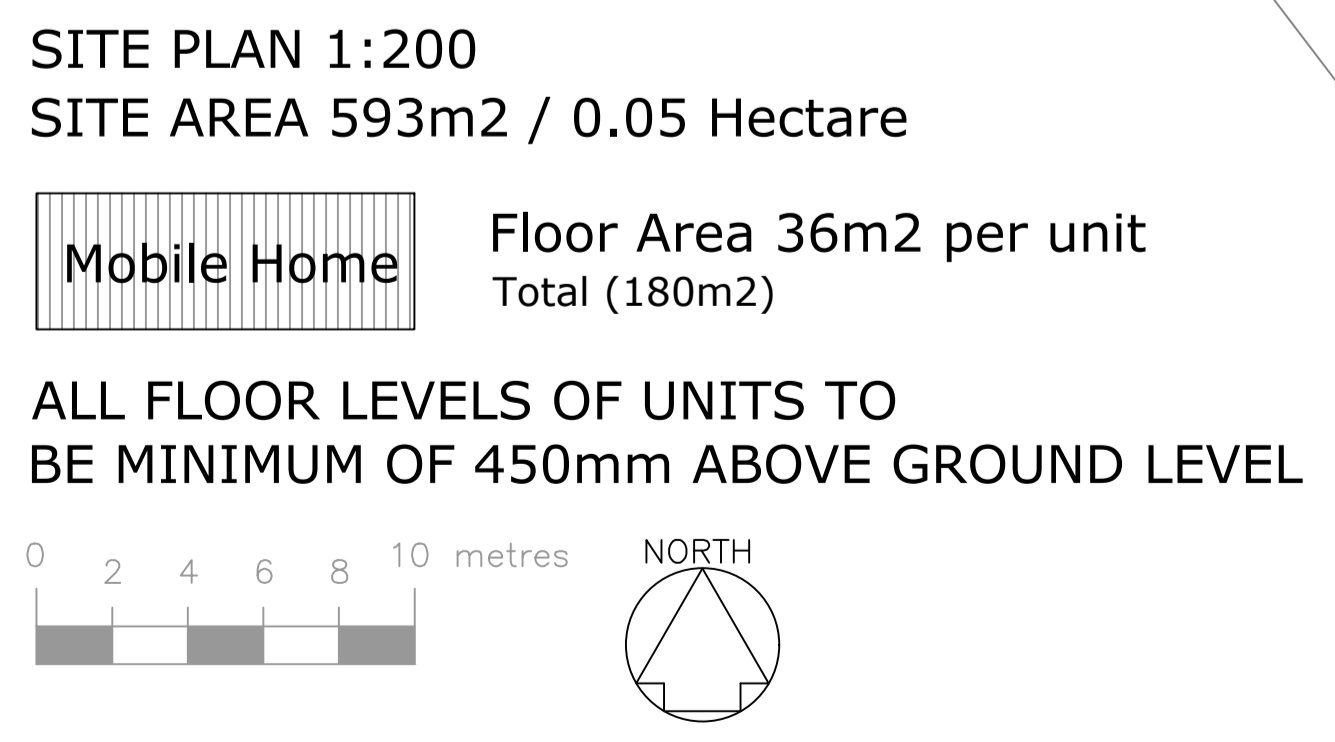 SITE PLAN 1:200
SITE AREA 593m2 / 0.05 Hectare
Mobile Home
Floor Area 36m2 per unit
Total (180m2)
ALL FLOOR LEVELS OF UNITS TO
BE MINIMUM OF 450mm ABOVE GROUND LEVEL
0 2 4 6 8 10 metres
NORTH